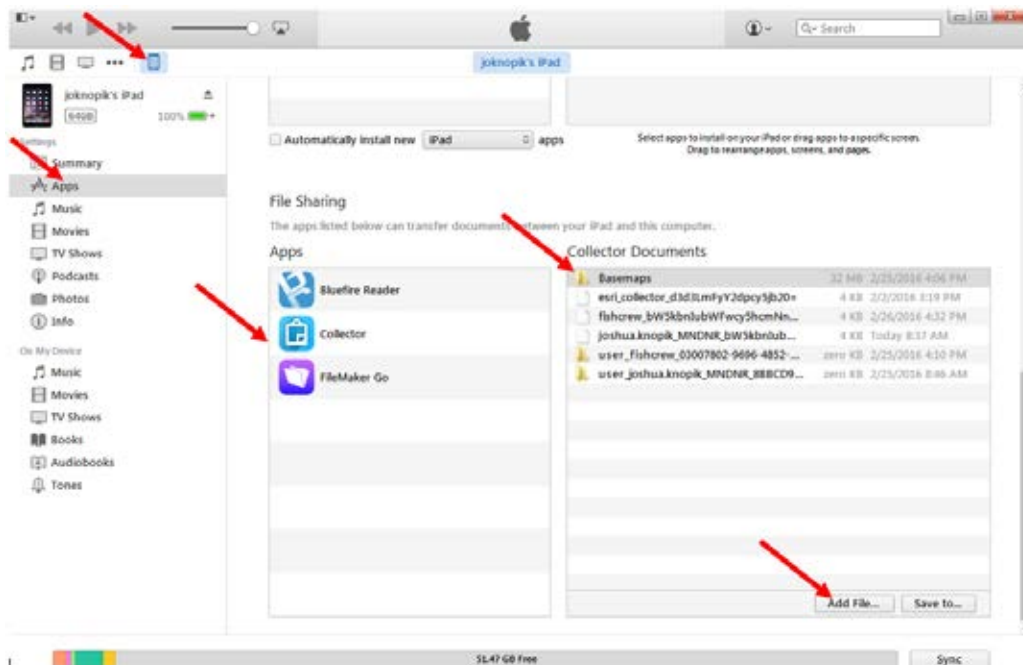 Search
joknopik's iPad
joknopik's iPad
64GB
100%
Settings
Summary
Apps
Music
Movies
TV Shows
Podcasts
Photos
Info
On My Device
Music
Movies
TV Shows
Books
Audiobooks
Tones
Automatically install new iPad apps
Select apps to install on your iPad or drag apps to a specific screen.
Drag to rearrange apps, screens, and pages.
File Sharing
The apps listed below can transfer documents between your iPad and this computer.
Apps
Bluefire Reader
Collector
FileMaker Go
Collector Documents
Basemaps 32 MB 2/25/2016 4:06 PM
4 KB 2/2/2016 3:19 PM
4 KB 2/26/2016 4:32 PM
4 KB Today 8:37 AM
user_Fishcrew_03007802-9696-4852-... zero KB 2/25/2016 4:10 PM
zero KB 2/25/2016 8:46 AM
Add File... Save to...
51.47 GB Free
Sync